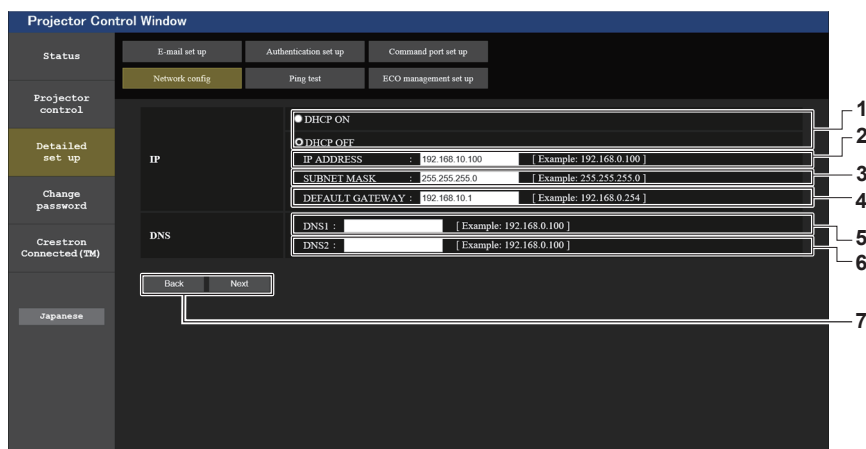 Projector Control Window
Status
E-mail set up
Authentication set up
Command port set up
Network config
Ping test
ECO management set up
Projector
control
Detailed
set up
Change
password
Crestron
Connected(TM)
Japanese
IP
DHCP ON
DHCP OFF
IP ADDRESS : 192.168.10.100 [ Example: 192.168.0.100 ]
SUBNET MASK : 255.255.255.0 [ Example: 255.255.255.0 ]
DEFAULT GATEWAY : 192.168.10.1 [ Example: 192.168.0.254 ]
DNS
DNS1 : [ Example: 192.168.0.100 ]
DNS2 : [ Example: 192.168.0.100 ]
Back Next
1
2
3
4
5
6
7